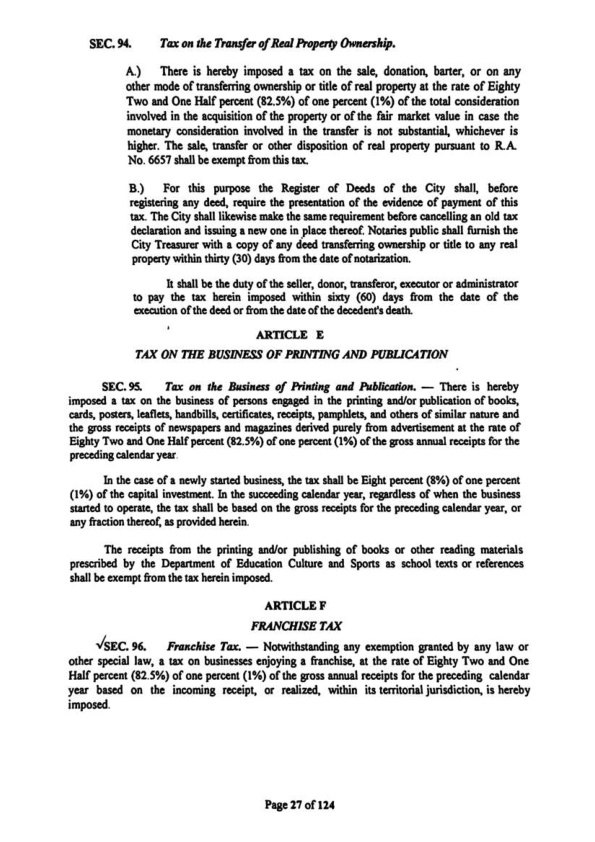 SEC. 94. Tax on the Transfer of Real Property Ownership.
A.) There is hereby imposed a tax on the sale, donation, barter, or on any
other mode of transferring ownership or title of real property at the rate of Eighty
Two and One Half percent (82.5%) of one percent (1%) of the total consideration
involved in the acquisition of the property or of the fair market value in case the
monetary consideration involved in the transfer is not substantial, whichever is
higher. The sale, transfer or other disposition of real property pursuant to R.A.
No. 6657 shall be exempt from this tax.
B.) For this purpose the Register of Deeds of the City shall, before
registering any deed, require the presentation of the evidence of payment of this
tax. The City shall likewise make the same requirement before cancelling an old tax
declaration and issuing a new one in place thereof. Notaries public shall furnish the
City Treasurer with a copy of any deed transferring ownership or title to any real
property within thirty (30) days from the date of notarization.
It shall be the duty of the seller, donor, transferor, executor or administrator
to pay the tax herein imposed within sixty (60) days from the date of the
execution of the deed or from the date of the decedent's death.
ARTICLE E
TAX ON THE BUSINESS OF PRINTING AND PUBLICATION
SEC. 95. Tax on the Business of Printing and Publication. — There is hereby
imposed a tax on the business of persons engaged in the printing and/or publication of books,
cards, posters, leaflets, handbills, certificates, receipts, pamphlets, and others of similar nature and
the gross receipts of newspapers and magazines derived purely from advertisement at the rate of
Eighty Two and One Half percent (82.5%) of one percent (1%) of the gross annual receipts for the
preceding calendar year.
In the case of a newly started business, the tax shall be Eight percent (8%) of one percent
(1%) of the capital investment. In the succeeding calendar year, regardless of when the business
started to operate, the tax shall be based on the gross receipts for the preceding calendar year, or
any fraction thereof, as provided herein.
The receipts from the printing and/or publishing of books or other reading materials
prescribed by the Department of Education Culture and Sports as school texts or references
shall be exempt from the tax herein imposed.
ARTICLE F
FRANCHISE TAX
√SEC. 96. Franchise Tax. — Notwithstanding any exemption granted by any law or
other special law, a tax on businesses enjoying a franchise, at the rate of Eighty Two and One
Half percent (82.5%) of one percent (1%) of the gross annual receipts for the preceding calendar
year based on the incoming receipt, or realized, within its territorial jurisdiction, is hereby
imposed.
Page 27 of 124